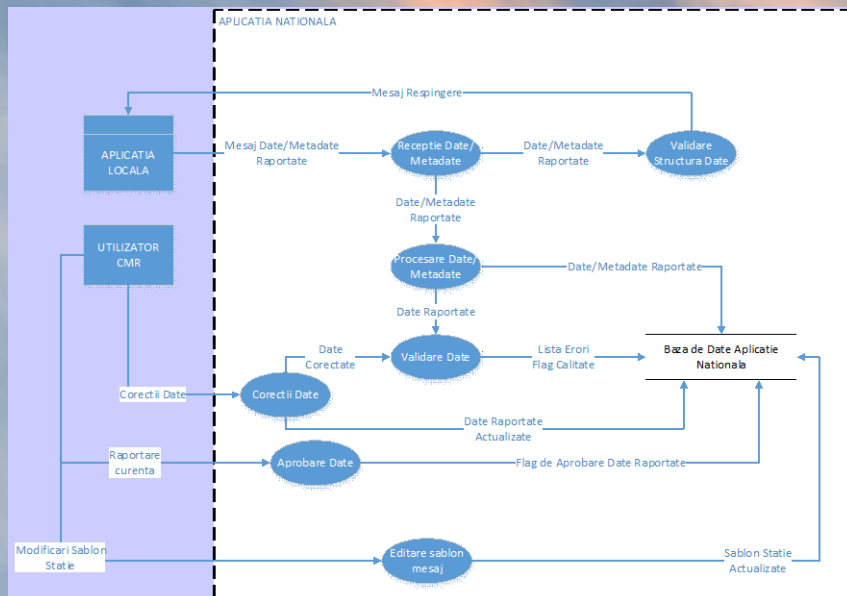 APLICATIA NATIONALA
Mesaj Respingere
APLICATIA
LOCALA
Mesaj Date/Metadate
Raportate
Receptie Date/
Metadate
Date/Metadate
Raportate
Validare
Structura Date
Date/Metadate
Raportate
UTILIZATOR
CMR
Procesare Date/
Metadate
Date/Metadate Raportate
Date Raportate
Date
Corectate
Validare Date
Lista Erori
Flag Calitate
Baza de Date Aplicatie
Nationala
Corectii Date
Corectii Date
Date Raportate
Actualizate
Raportare
curenta
Aprobare Date
Flag de Aprobare Date Raportate
Modificari Sablon
Statie
Editare sablon
mesaj
Sablon Statie
Actualizate